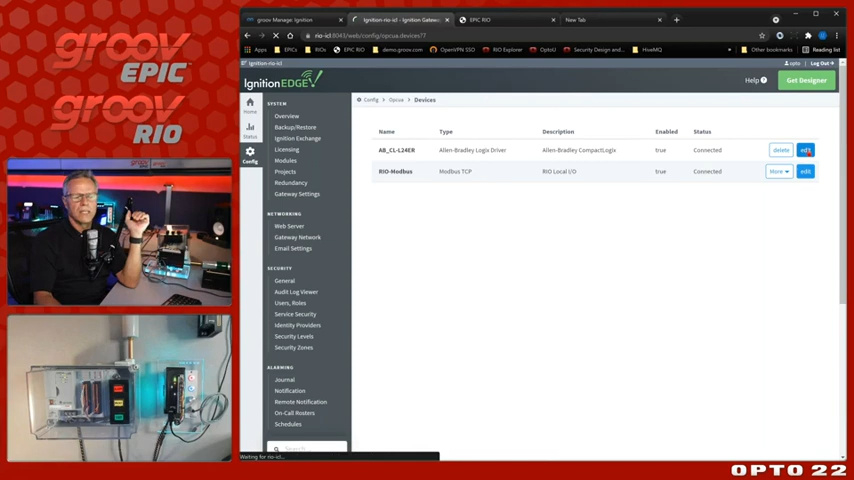 groov
EPIC
groov
RIO
groov Manage: Ignition
Ignition-rio-icl - Ignition Gatew
EPIC RIO
New Tab
rio-icl:8043/web/config/opcua.devices?7
Apps
EPICs
RIOs
EPIC RIO
demo.groov.com
OpenVPN SSO
RIO Explorer
OptoU
Security Design and...
HiveMQ
Other bookmarks
Reading list
Ignition-rio-icl
opto
Log Out
IgnitionEDGE!
Help
Get Designer
Home
Status
Config
SYSTEM
Overview
Backup/Restore
Ignition Exchange
Licensing
Modules
Projects
Redundancy
Gateway Settings
NETWORKING
Web Server
Gateway Network
Email Settings
SECURITY
General
Audit Log Viewer
Users, Roles
Service Security
Identity Providers
Security Levels
Security Zones
ALARMING
Journal
Notification
Remote Notification
On-Call Rosters
Schedules
Search...
Config > Opcua > Devices
Name Type Description Enabled Status
AB_CL-L24ER Allen-Bradley Logix Driver Allen-Bradley CompactLogix true Connected delete edit
RIO-Modbus Modbus TCP RIO Local I/O true Connected More edit
Waiting for rio-icl...
OPTO 22